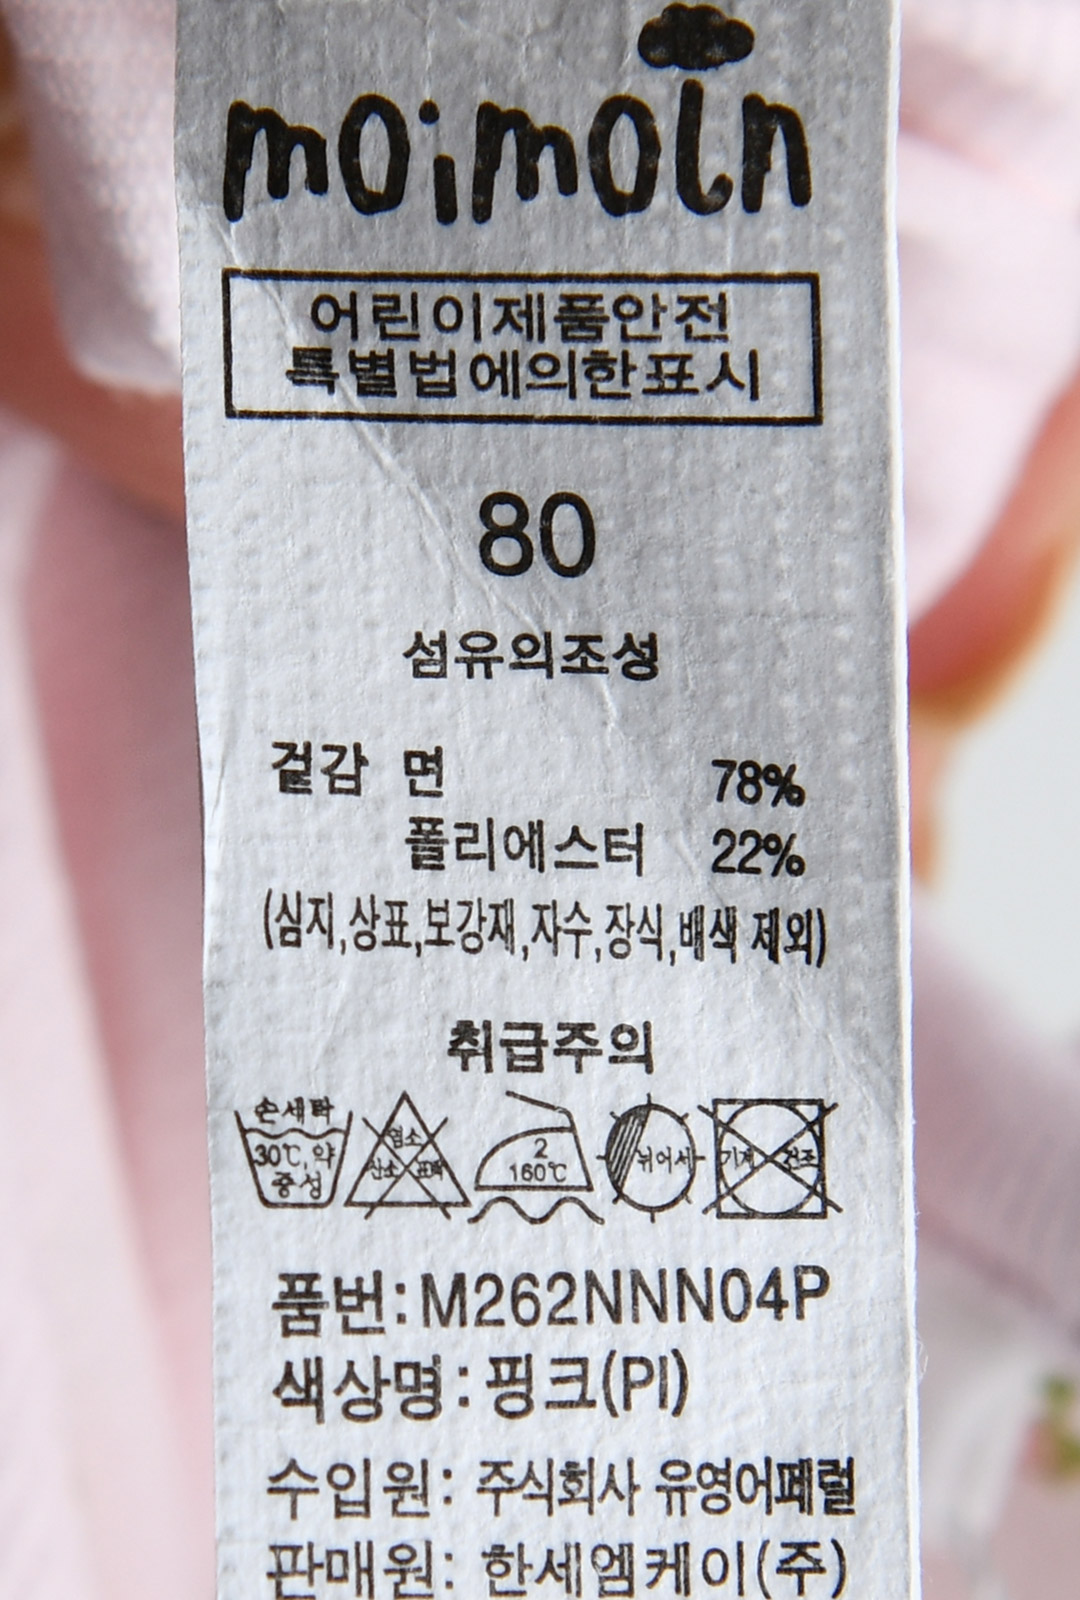 moimoln
어린이제품안전
특별법에의한표시
80
섬유의조성
겉감 면 78%
폴리에스터 22%
(심지,상표,보강재,자수,장식,배색 제외)
취급주의
손세탁
30℃,약
중성
염소
산소 표백
2
160℃
뉘어서
기계 건조
품번:M262NNN04P
색상명:핑크(PI)
수입원: 주식회사 유영어패럴
판매원: 한세엠케이(주)